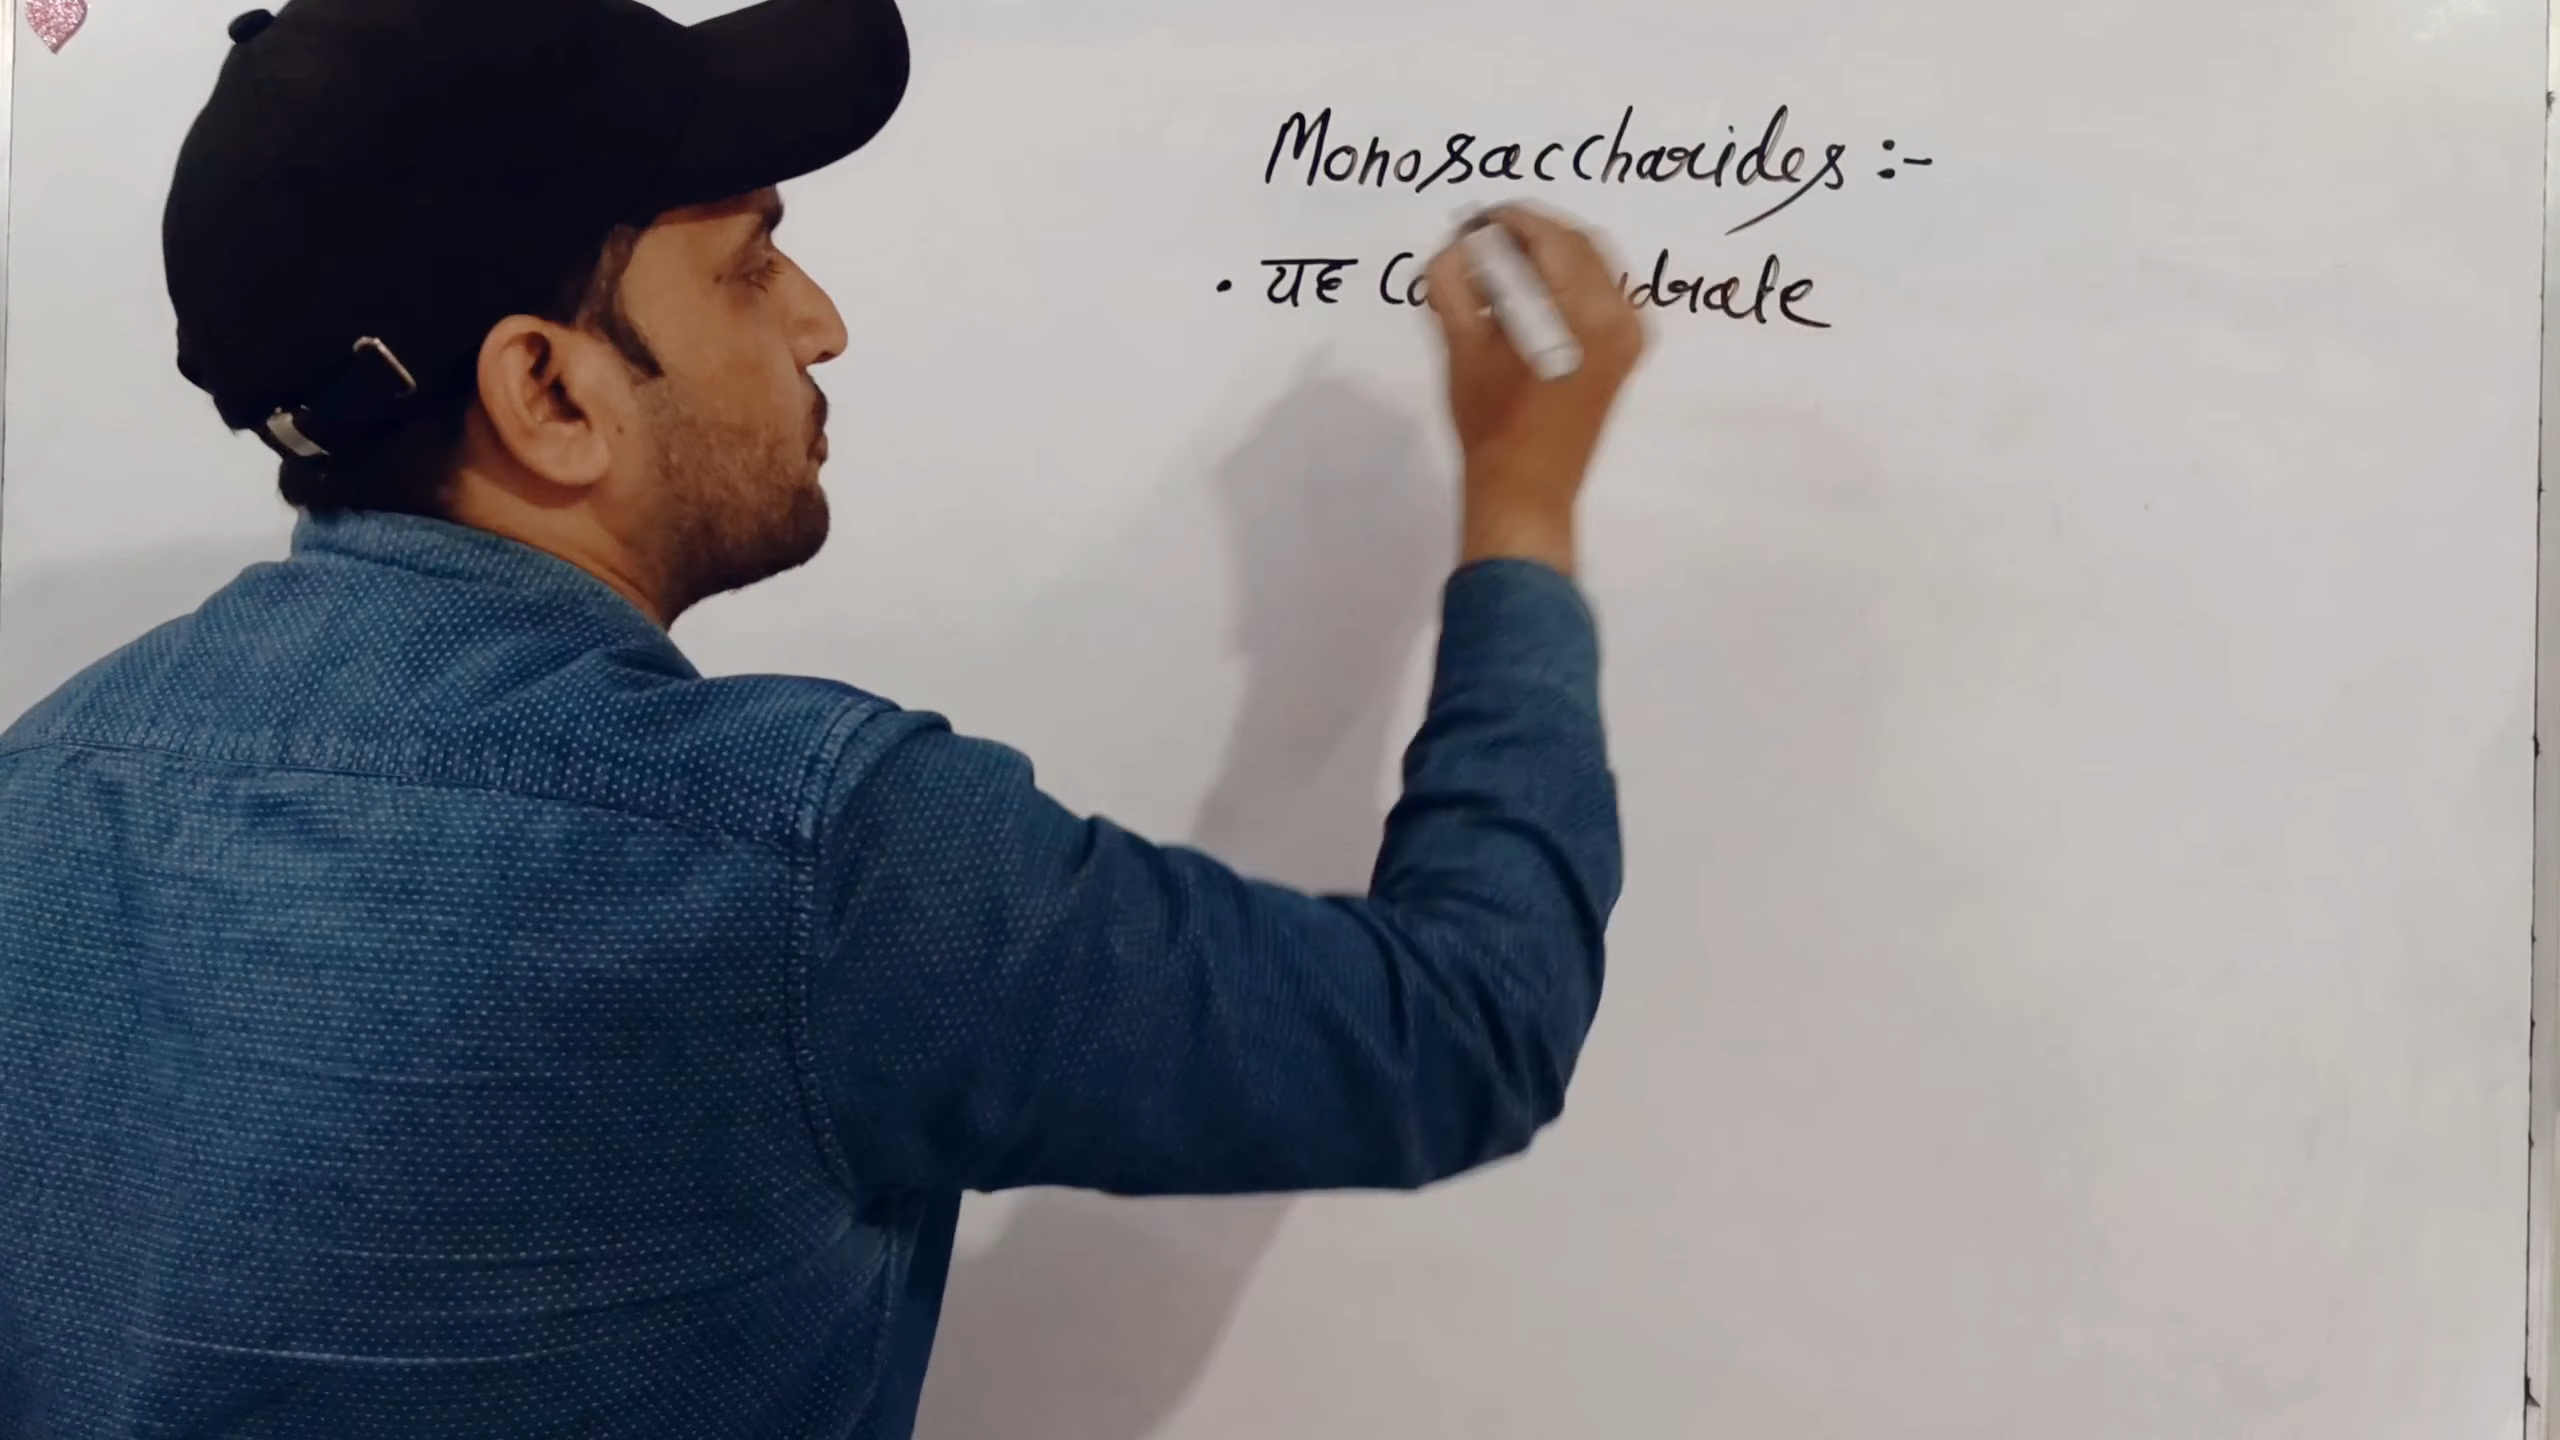 Monosaccharides :-
• यह Carbohydrate